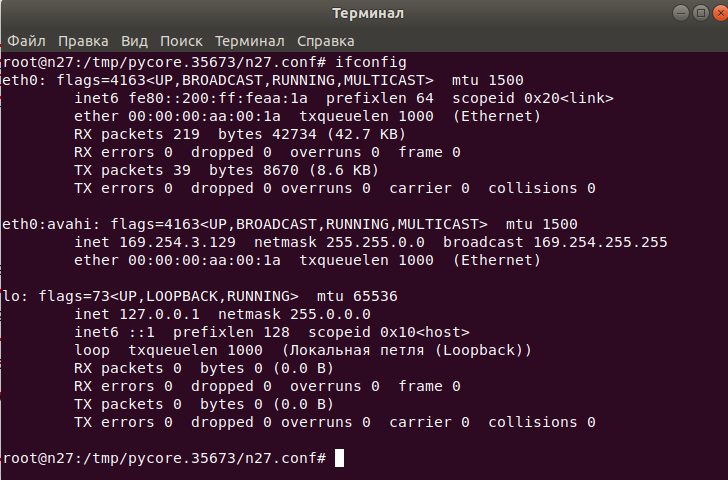 Терминал
Файл Правка Вид Поиск Терминал Справка
root@n27:/tmp/pycore.35673/n27.conf# ifconfig
eth0: flags=4163<UP,BROADCAST,RUNNING,MULTICAST>  mtu 1500
        inet6 fe80::200:ff:feaa:1a  prefixlen 64  scopeid 0x20<link>
        ether 00:00:00:aa:00:1a  txqueuelen 1000  (Ethernet)
        RX packets 219  bytes 42734 (42.7 KB)
        RX errors 0  dropped 0  overruns 0  frame 0
        TX packets 39  bytes 8670 (8.6 KB)
        TX errors 0  dropped 0 overruns 0  carrier 0  collisions 0

eth0:avahi: flags=4163<UP,BROADCAST,RUNNING,MULTICAST>  mtu 1500
        inet 169.254.3.129  netmask 255.255.0.0  broadcast 169.254.255.255
        ether 00:00:00:aa:00:1a  txqueuelen 1000  (Ethernet)

lo: flags=73<UP,LOOPBACK,RUNNING>  mtu 65536
        inet 127.0.0.1  netmask 255.0.0.0
        inet6 ::1  prefixlen 128  scopeid 0x10<host>
        loop  txqueuelen 1000  (Локальная петля (Loopback))
        RX packets 0  bytes 0 (0.0 B)
        RX errors 0  dropped 0  overruns 0  frame 0
        TX packets 0  bytes 0 (0.0 B)
        TX errors 0  dropped 0 overruns 0  carrier 0  collisions 0

root@n27:/tmp/pycore.35673/n27.conf#